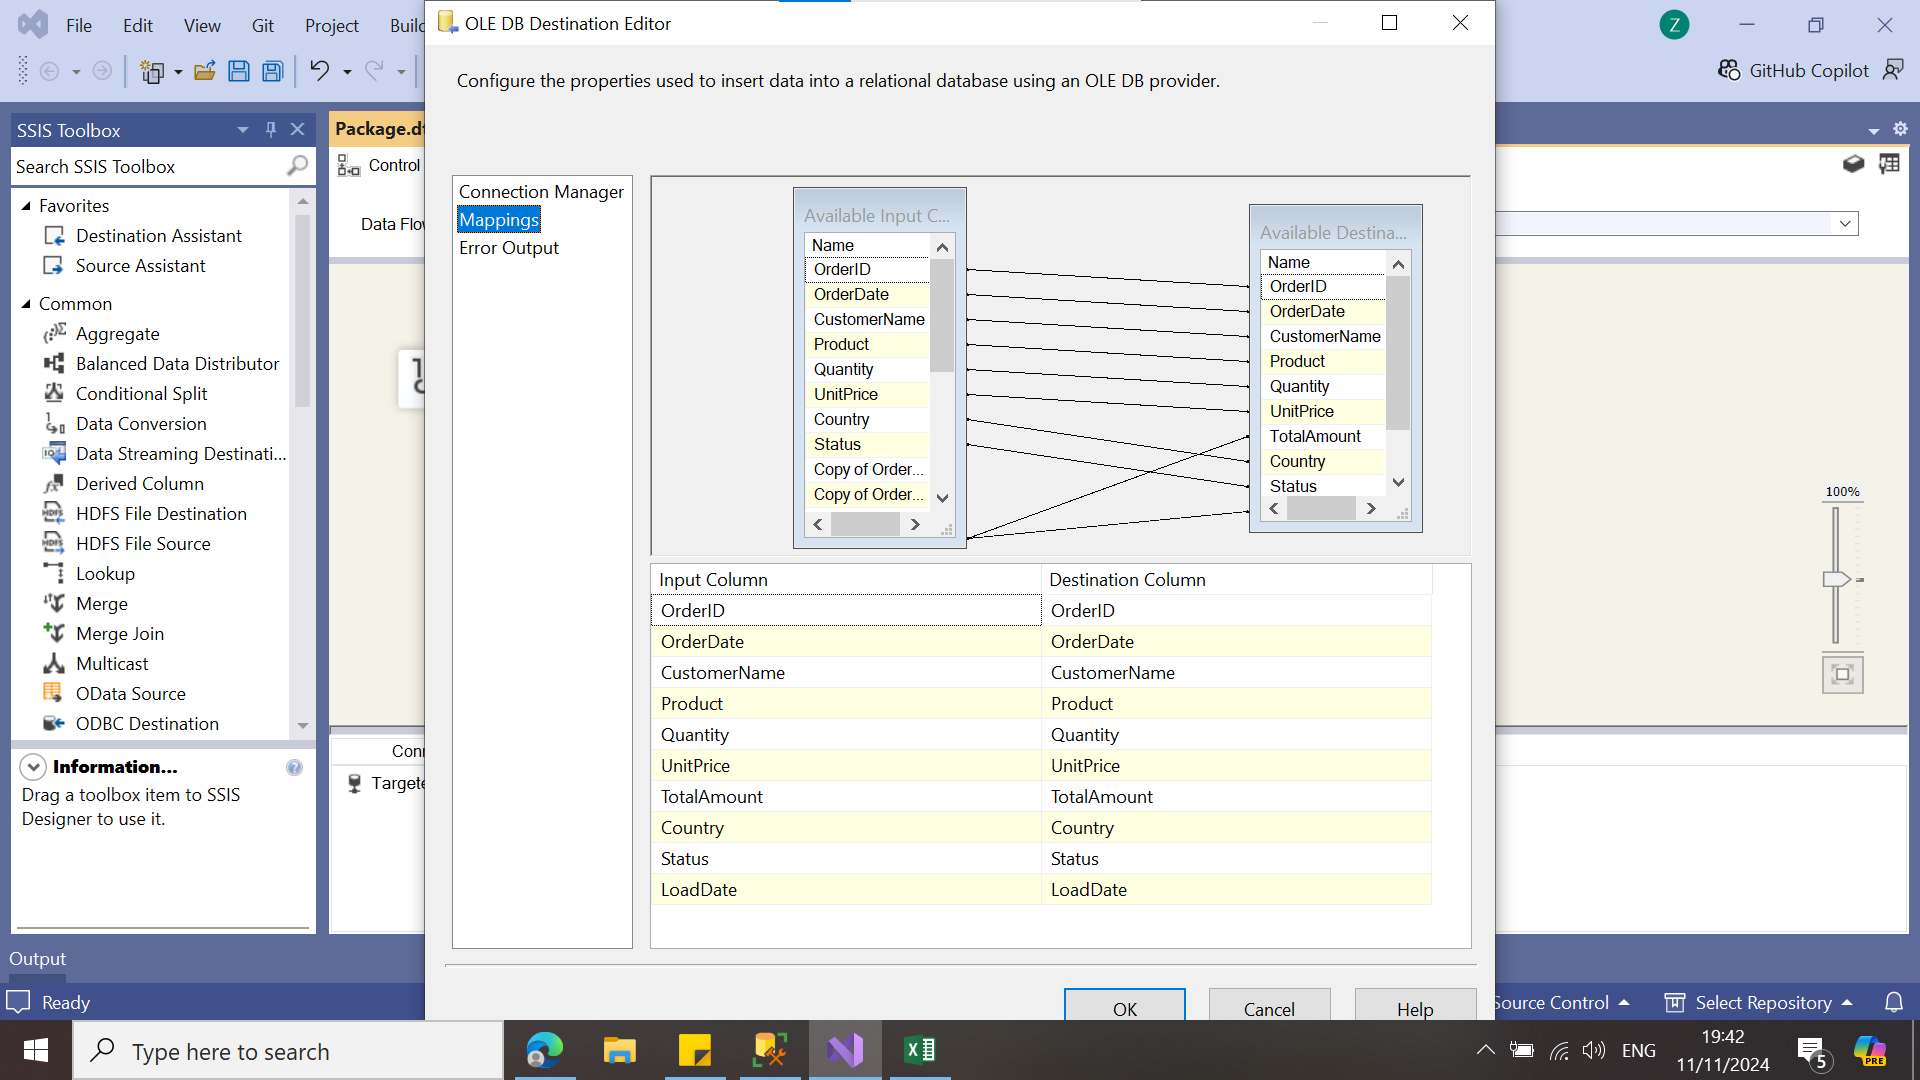 File Edit View Git Project Build
OLE DB Destination Editor
Z
GitHub Copilot
Configure the properties used to insert data into a relational database using an OLE DB provider.
SSIS Toolbox
Search SSIS Toolbox
Favorites
Destination Assistant
Source Assistant
Common
Aggregate
Balanced Data Distributor
Conditional Split
Data Conversion
Data Streaming Destinati...
Derived Column
HDFS File Destination
HDFS File Source
Lookup
Merge
Merge Join
Multicast
OData Source
ODBC Destination
Information...
Drag a toolbox item to SSIS
Designer to use it.
Package.dt
Control
Data Flo
Conn
Targete
Connection Manager
Mappings
Error Output
Available Input C...
Name
OrderID
OrderDate
CustomerName
Product
Quantity
UnitPrice
Country
Status
Copy of Order...
Copy of Order...
Available Destina...
Name
OrderID
OrderDate
CustomerName
Product
Quantity
UnitPrice
TotalAmount
Country
Status
Input Column Destination Column
OrderID OrderID
OrderDate OrderDate
CustomerName CustomerName
Product Product
Quantity Quantity
UnitPrice UnitPrice
TotalAmount TotalAmount
Country Country
Status Status
LoadDate LoadDate
OK Cancel Help
100%
Output
Ready
Source Control Select Repository
Type here to search
ENG
19:42
11/11/2024
5
PRE